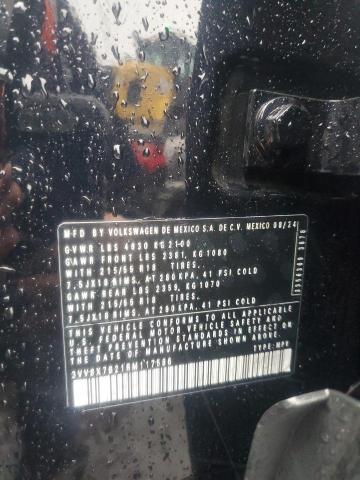 MFD BY VOLKSWAGEN DE MEXICO S.A. DE C.V. MEXICO 08/24
GVWR LBS 4630 KG 2100
GAWR FRONT LBS 2381, KG 1080
WITH 215/55 R18 TIRES.
7.5JX18 RIMS, AT 280 KPA. 41 PSI COLD
GAWR REAR LBS 2359, KG 1070
WITH 215/55 R18 TIRES.
7.5JX18 RIMS, AT 280 KPA. 41 PSI COLD
THIS VEHICLE CONFORMS TO ALL APPLICABLE
FEDERAL MOTOR VEHICLE SAFETY AND
THEFT PREVENTION STANDARDS IN EFFECT
ON THE DATE OF MANUFACTURE SHOWN ABOVE.
TYPE: MPV